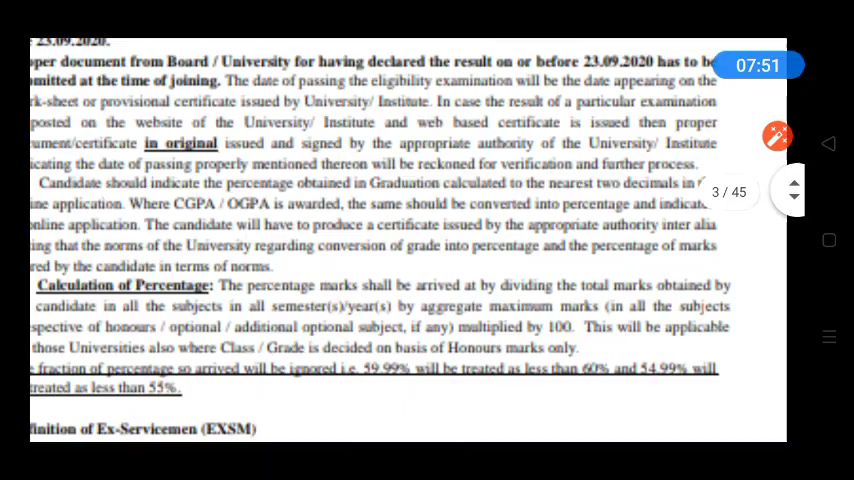 23.09.2020.
oper document from Board / University for having declared the result on or before 23.09.2020 has to be
omitted at the time of joining. The date of passing the eligibility examination will be the date appearing on the
rk-sheet or provisional certificate issued by University/ Institute. In case the result of a particular examination
posted on the website of the University/ Institute and web based certificate is issued then proper
cument/certificate in original issued and signed by the appropriate authority of the University/ Institute
icating the date of passing properly mentioned thereon will be reckoned for verification and further process.
Candidate should indicate the percentage obtained in Graduation calculated to the nearest two decimals in
ine application. Where CGPA / OGPA is awarded, the same should be converted into percentage and indicat
online application. The candidate will have to produce a certificate issued by the appropriate authority inter alia
ing that the norms of the University regarding conversion of grade into percentage and the percentage of marks
red by the candidate in terms of norms.
Calculation of Percentage: The percentage marks shall be arrived at by dividing the total marks obtained by
candidate in all the subjects in all semester(s)/year(s) by aggregate maximum marks (in all the subjects
spective of honours / optional / additional optional subject, if any) multiplied by 100. This will be applicable
those Universities also where Class / Grade is decided on basis of Honours marks only.
e fraction of percentage so arrived will be ignored i.e. 59.99% will be treated as less than 60% and 54.99% will
treated as less than 55%.
finition of Ex-Servicemen (EXSM)
07:51
3 / 45